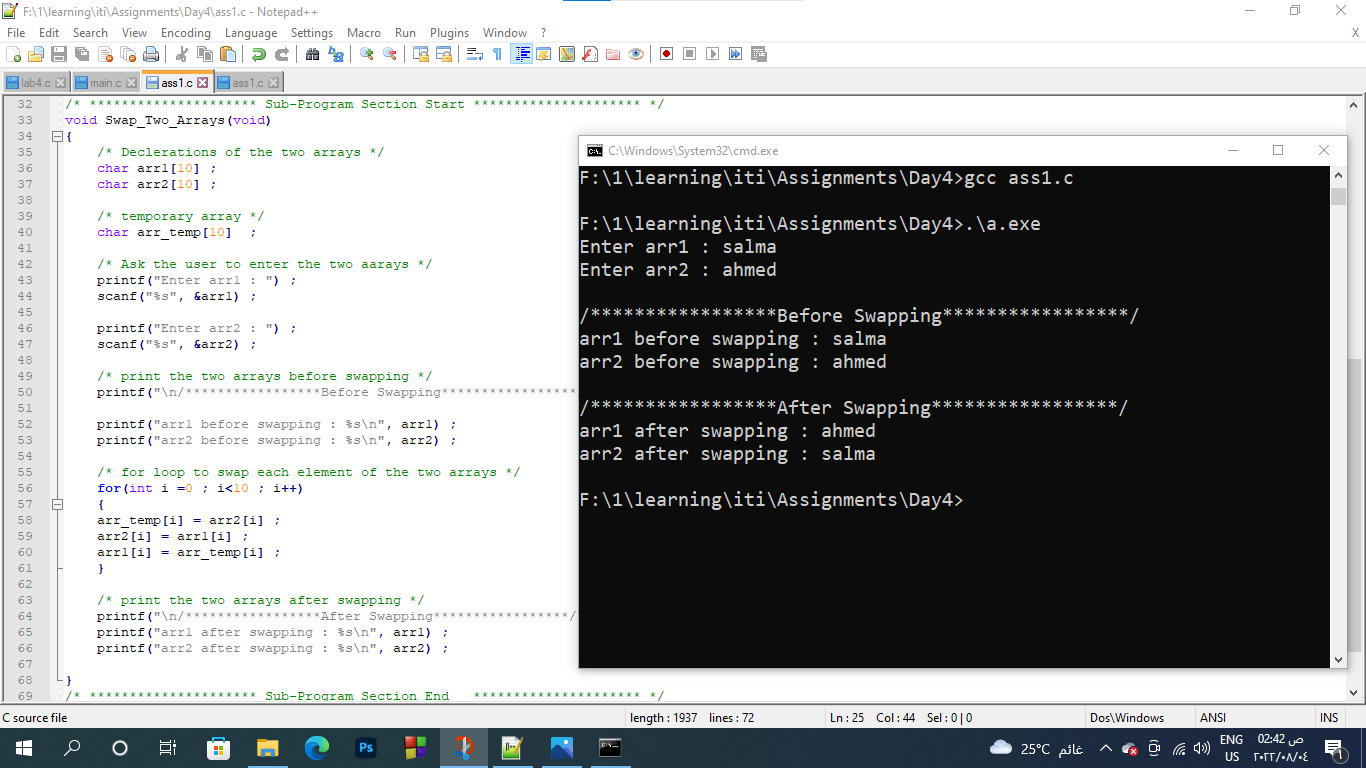 F:\1\learning\iti\Assignments\Day4\ass1.c - Notepad++
File Edit Search View Encoding Language Settings Macro Run Plugins Window ? X
lab4.c main.c ass1.c ass1.c
32 /* ********************* Sub-Program Section Start ********************* */
33 void Swap_Two_Arrays(void)
34 {
35 /* Declerations of the two arrays */
36 char arr1[10] ;
37 char arr2[10] ;
38
39 /* temporary array */
40 char arr_temp[10] ;
41
42 /* Ask the user to enter the two aarays */
43 printf("Enter arr1 : ") ;
44 scanf("%s", &arr1) ;
45
46 printf("Enter arr2 : ") ;
47 scanf("%s", &arr2) ;
48
49 /* print the two arrays before swapping */
50 printf("\n/*****************Before Swapping*****************
51
52 printf("arr1 before swapping : %s\n", arr1) ;
53 printf("arr2 before swapping : %s\n", arr2) ;
54
55 /* for loop to swap each element of the two arrays */
56 for(int i =0 ; i<10 ; i++)
57 {
58 arr_temp[i] = arr2[i] ;
59 arr2[i] = arr1[i] ;
60 arr1[i] = arr_temp[i] ;
61 }
62
63 /* print the two arrays after swapping */
64 printf("\n/*****************After Swapping*****************/
65 printf("arr1 after swapping : %s\n", arr1) ;
66 printf("arr2 after swapping : %s\n", arr2) ;
67
68 }
69 /* ********************* Sub-Program Section End ********************* */
C:\Windows\System32\cmd.exe
F:\1\learning\iti\Assignments\Day4>gcc ass1.c
F:\1\learning\iti\Assignments\Day4>.\a.exe
Enter arr1 : salma
Enter arr2 : ahmed
/*****************Before Swapping*****************/
arr1 before swapping : salma
arr2 before swapping : ahmed
/*****************After Swapping*****************/
arr1 after swapping : ahmed
arr2 after swapping : salma
F:\1\learning\iti\Assignments\Day4>
C source file length : 1937 lines : 72 Ln : 25 Col : 44 Sel : 0 | 0 Dos\Windows ANSI INS
Ps 25°C غائم ENG 02:42 ص
US ٢٠٢٢/٠٨/٠٤ 1